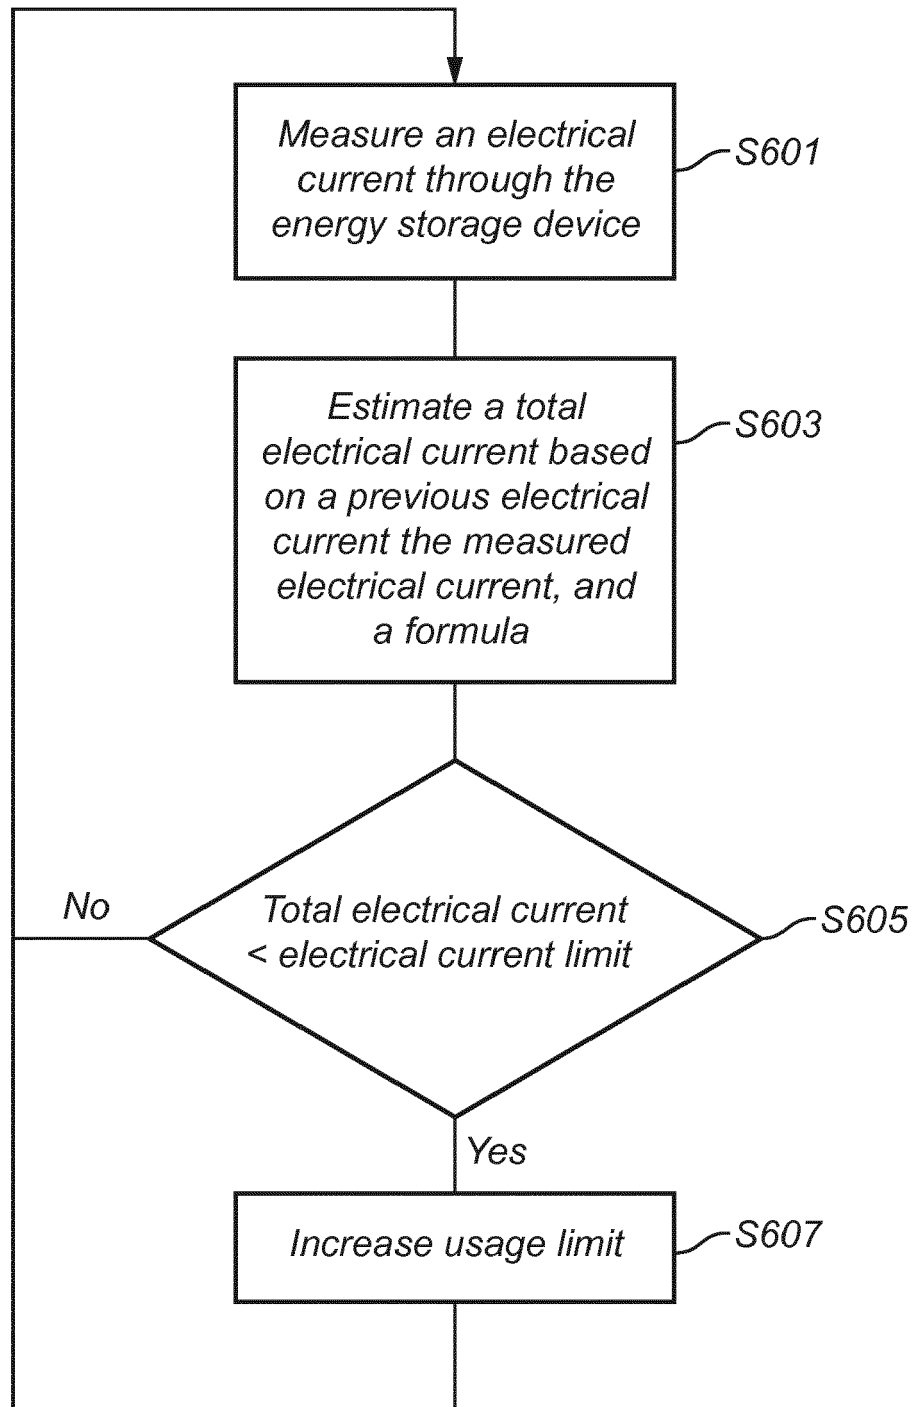 Measure an electrical
current through the
energy storage device
S601
Estimate a total
electrical current based
on a previous electrical
current the measured
electrical current, and
a formula
S603
Total electrical current
< electrical current limit
S605
No
Yes
Increase usage limit
S607